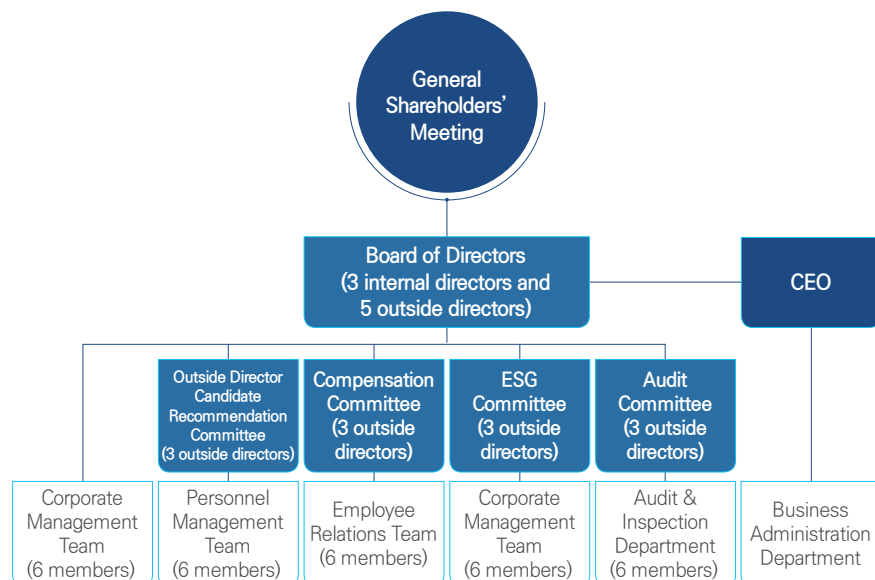 General
Shareholders'
Meeting
Board of Directors
(3 internal directors and
5 outside directors)
CEO
Outside Director
Candidate
Recommendation
Committee
(3 outside directors)
Compensation
Committee
(3 outside
directors)
ESG
Committee
(3 outside
directors)
Audit
Committee
(3 outside
directors)
Corporate
Management
Team
(6 members)
Personnel
Management
Team
(6 members)
Employee
Relations Team
(6 members)
Corporate
Management
Team
(6 members)
Audit &
Inspection
Department
(6 members)
Business
Administration
Department